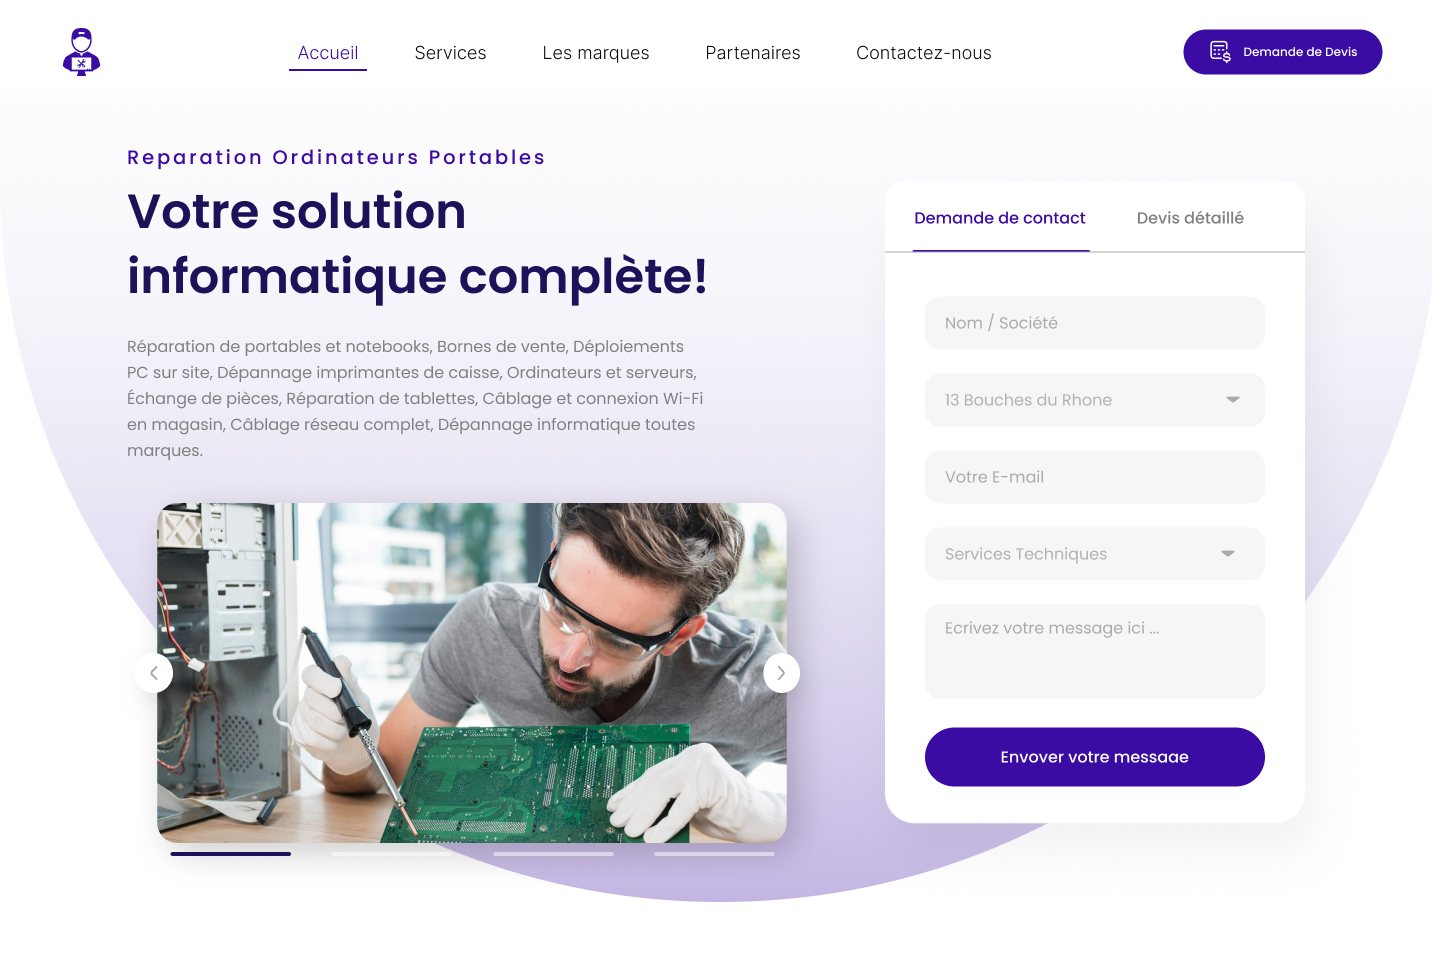 Accueil
Services
Les marques
Partenaires
Contactez-nous
Demande de Devis
Reparation Ordinateurs Portables
Votre solution
informatique complète!
Réparation de portables et notebooks, Bornes de vente, Déploiements
PC sur site, Dépannage imprimantes de caisse, Ordinateurs et serveurs,
Échange de pièces, Réparation de tablettes, Câblage et connexion Wi-Fi
en magasin, Câblage réseau complet, Dépannage informatique toutes
marques.
Demande de contact
Devis détaillé
Nom / Société
13 Bouches du Rhone
Votre E-mail
Services Techniques
Ecrivez votre message ici ...
Envoyer votre message